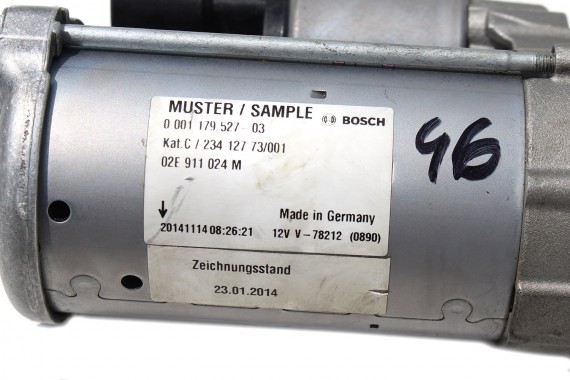 MUSTER / SAMPLE BOSCH
0 001 179 527-03
Kat.C / 234 127 73/001
02E 911 024 M
Made in Germany
20141114 08:26:21 12V V-78212 (0890)
Zeichnungsstand
23.01.2014
46